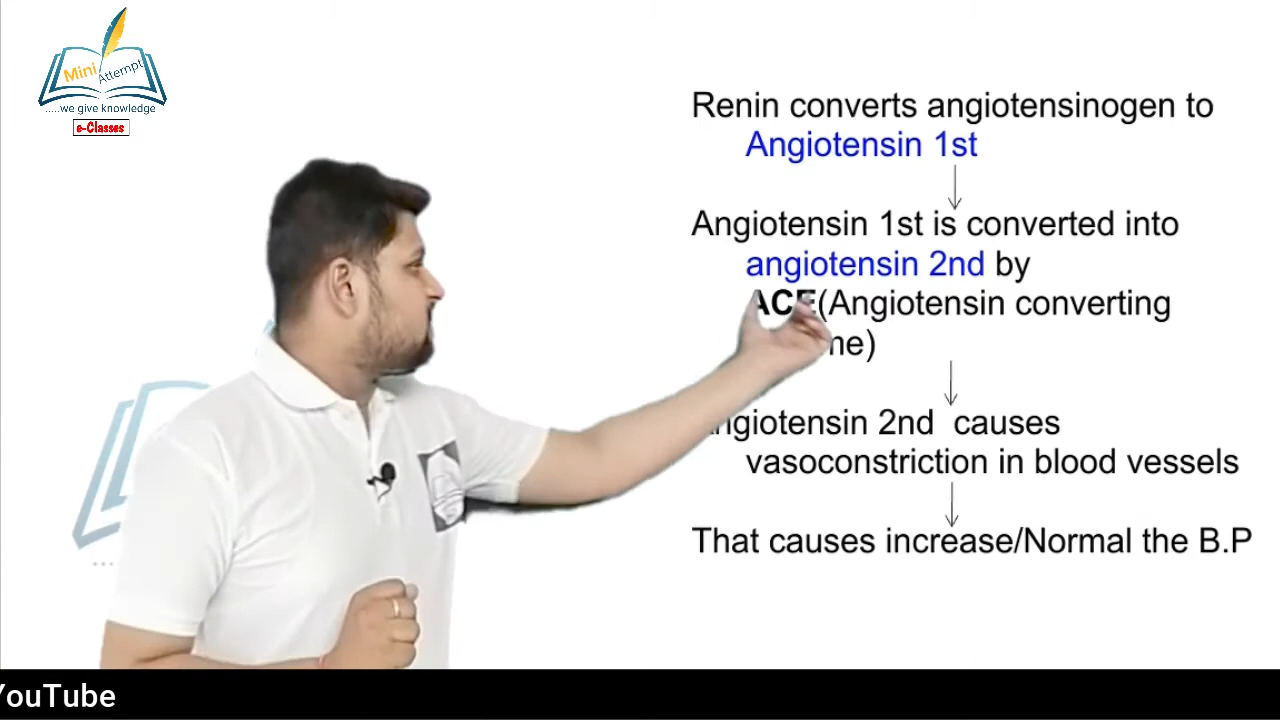 Mini
Attempt
.....we give knowledge
e-Classes
Renin converts angiotensinogen to
Angiotensin 1st
Angiotensin 1st is converted into
angiotensin 2nd by
ACE(Angiotensin converting
me)
ngiotensin 2nd causes
vasoconstriction in blood vessels
That causes increase/Normal the B.P
YouTube